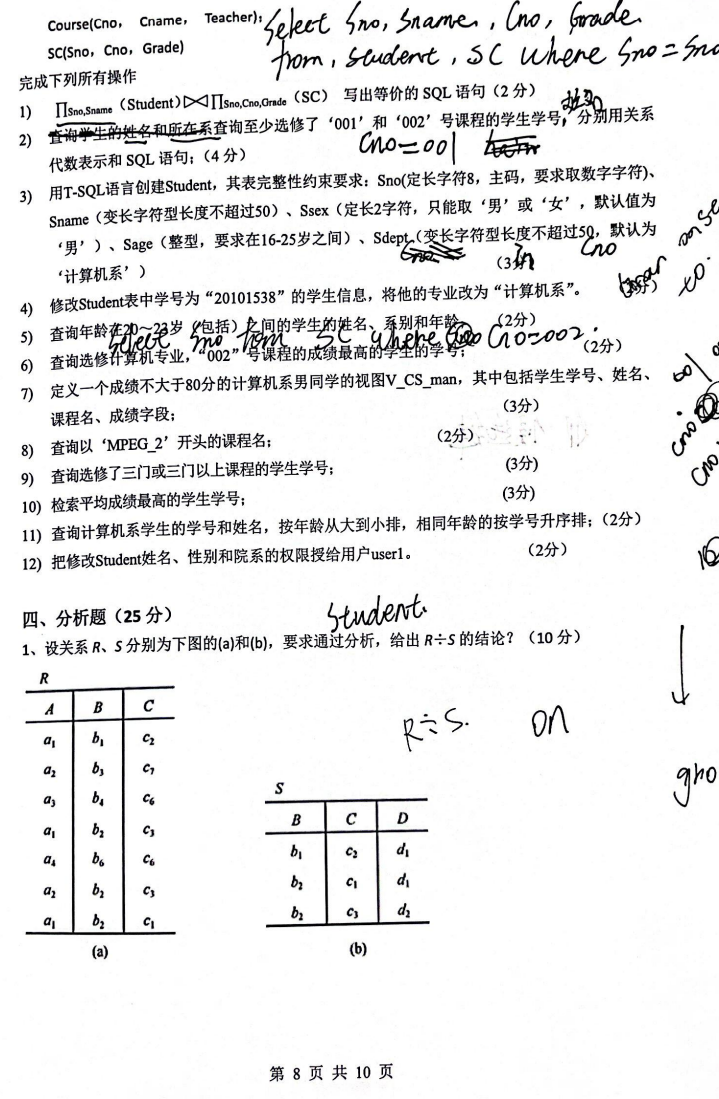 Course(Cno, Cname, Teacher);
Select Sno, Sname, Cno, Grade
SC(Sno, Cno, Grade)
from, student, SC where Sno = Sno
完成下列所有操作
1) ∏Sno,Sname（Student）⋈∏Sno,Cno,Grade（SC） 写出等价的 SQL 语句（2 分）
2) 查询学生的姓名和所在系查询至少选修了‘001’和‘002’号课程的学生学号，分别用关系
代数表示和 SQL 语句；（4 分）
Cno=001
3) 用T-SQL语言创建Student，其表完整性约束要求：Sno(定长字符8，主码，要求取数字字符)、
Sname（变长字符型长度不超过50）、Ssex（定长2字符，只能取‘男’或‘女’，默认值为
‘男’）、Sage（整型，要求在16-25岁之间）、Sdept（变长字符型长度不超过50，默认为
‘计算机系’）
（3分）
In Cno
4) 修改Student表中学号为“20101538”的学生信息，将他的专业改为“计算机系”。
5) 查询年龄在20～23岁（包括）之间的学生的姓名、系别和年龄。 （2分）
select Sno from SC where Cno=002.
6) 查询选修计算机专业，“002”号课程的成绩最高的学生的学号； （2分）
7) 定义一个成绩不大于80分的计算机系男同学的视图V_CS_man，其中包括学生学号、姓名、
课程名、成绩字段； （3分）
8) 查询以‘MPEG_2’开头的课程名； （2分）
9) 查询选修了三门或三门以上课程的学生学号； （3分）
10) 检索平均成绩最高的学生学号； （3分）
11) 查询计算机系学生的学号和姓名，按年龄从大到小排，相同年龄的按学号升序排；（2分）
12) 把修改Student姓名、性别和院系的权限授给用户user1。 （2分）
四、分析题（25 分）
Student.
1、设关系 R、S 分别为下图的(a)和(b)，要求通过分析，给出 R÷S 的结论？（10 分）
R
A B C
a₁ b₁ c₂
a₂ b₃ c₇
a₃ b₄ c₆
a₁ b₂ c₃
a₄ b₆ c₆
a₂ b₂ c₃
a₁ b₂ c₁
(a)
R÷S. on
S
B C D
b₁ c₂ d₁
b₂ c₁ d₁
b₂ c₃ d₂
(b)
gro
第 8 页 共 10 页